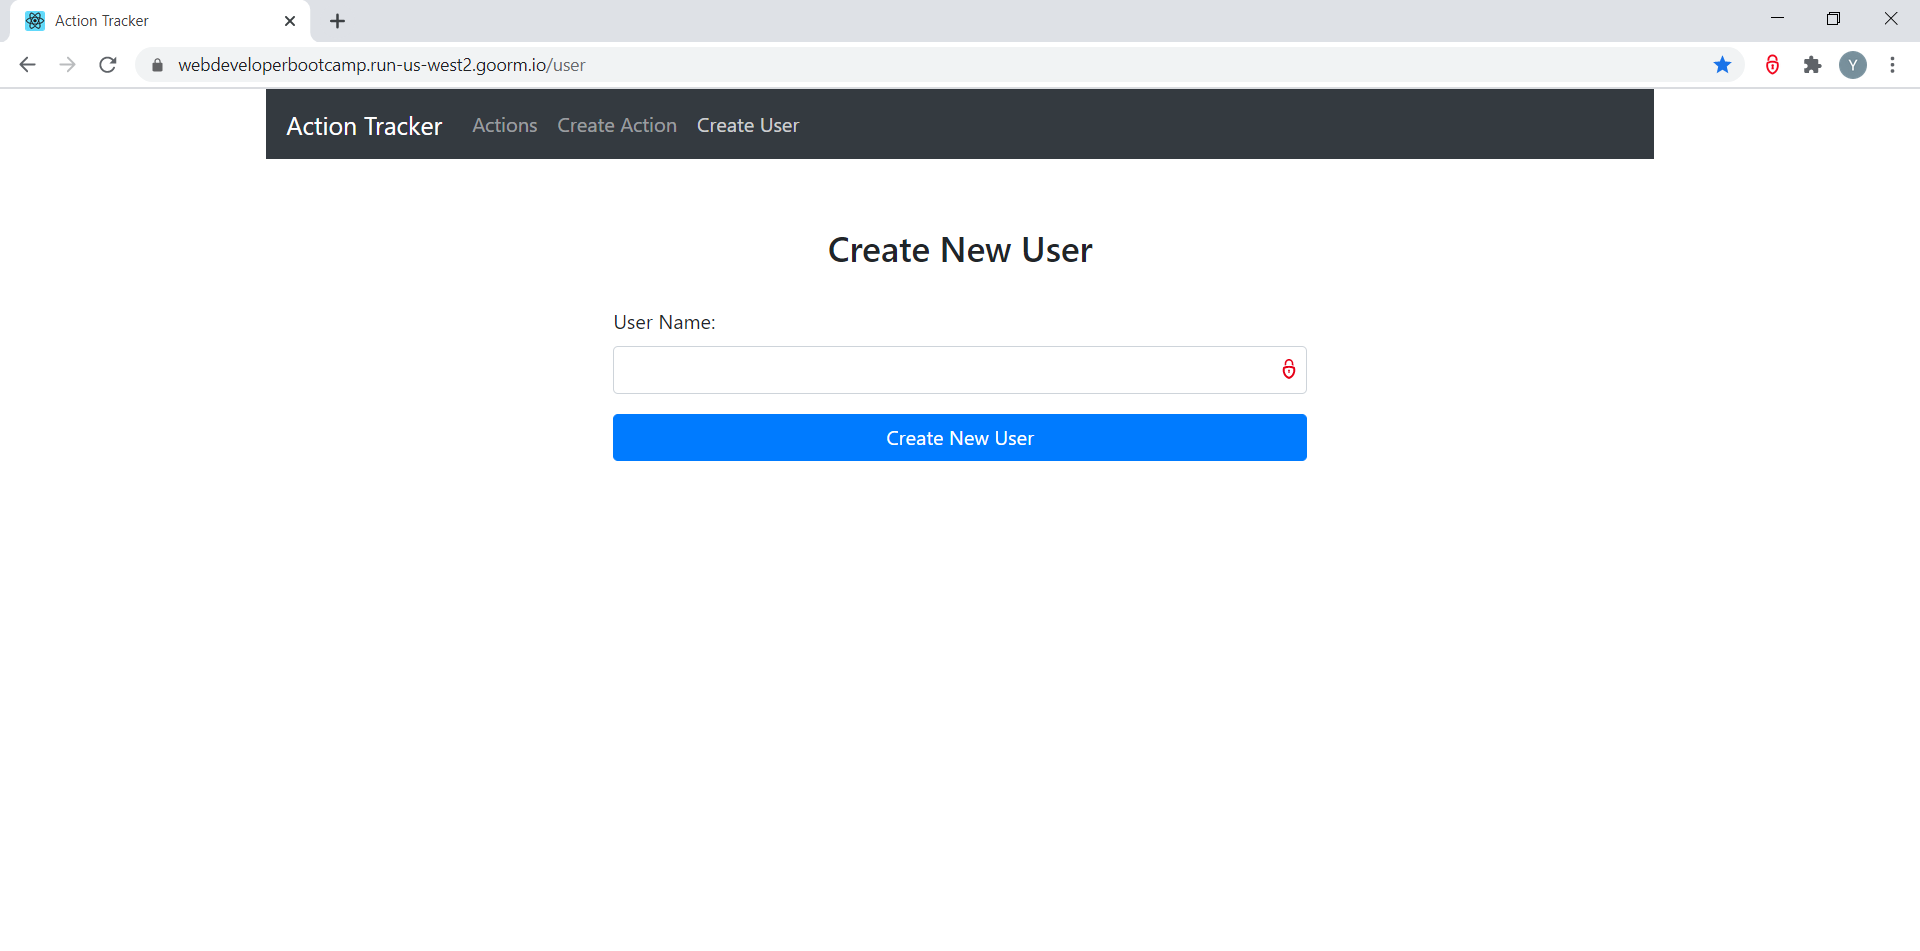 Action Tracker
webdeveloperbootcamp.run-us-west2.goorm.io/user
Y
Action Tracker Actions Create Action Create User
Create New User
User Name:
Create New User